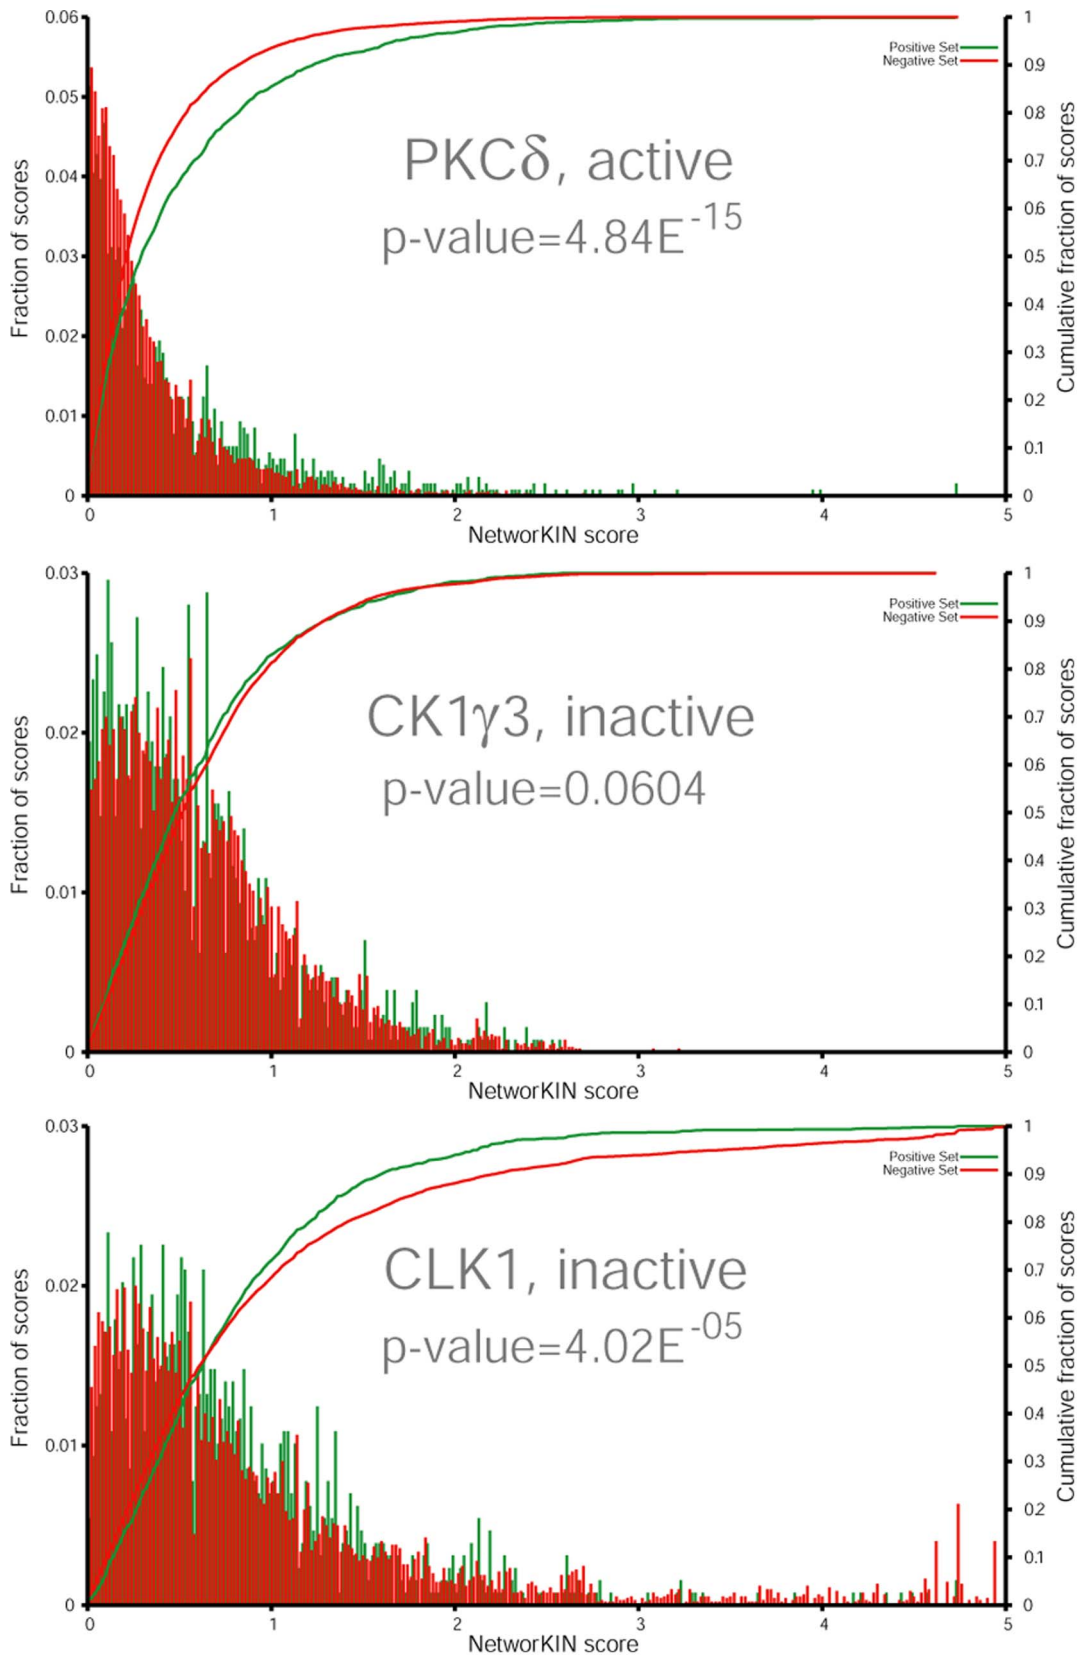 0.06
0.05
0.04
0.03
0.02
0.01
0
Fraction of scores
1
0.9
0.8
0.7
0.6
0.5
0.4
0.3
0.2
0.1
0
Cumulative fraction of scores
Positive Set
Negative Set
PKCδ, active
p-value=4.84E-15
0 1 2 3 4 5
NetworKIN score
0.03
0.02
0.01
0
Fraction of scores
1
0.9
0.8
0.7
0.6
0.5
0.4
0.3
0.2
0.1
0
Cumulative fraction of scores
Positive Set
Negative Set
CK1γ3, inactive
p-value=0.0604
0 1 2 3 4 5
NetworKIN score
0.03
0.02
0.01
0
Fraction of scores
1
0.9
0.8
0.7
0.6
0.5
0.4
0.3
0.2
0.1
0
Cumulative fraction of scores
Positive Set
Negative Set
CLK1, inactive
p-value=4.02E-05
0 1 2 3 4 5
NetworKIN score